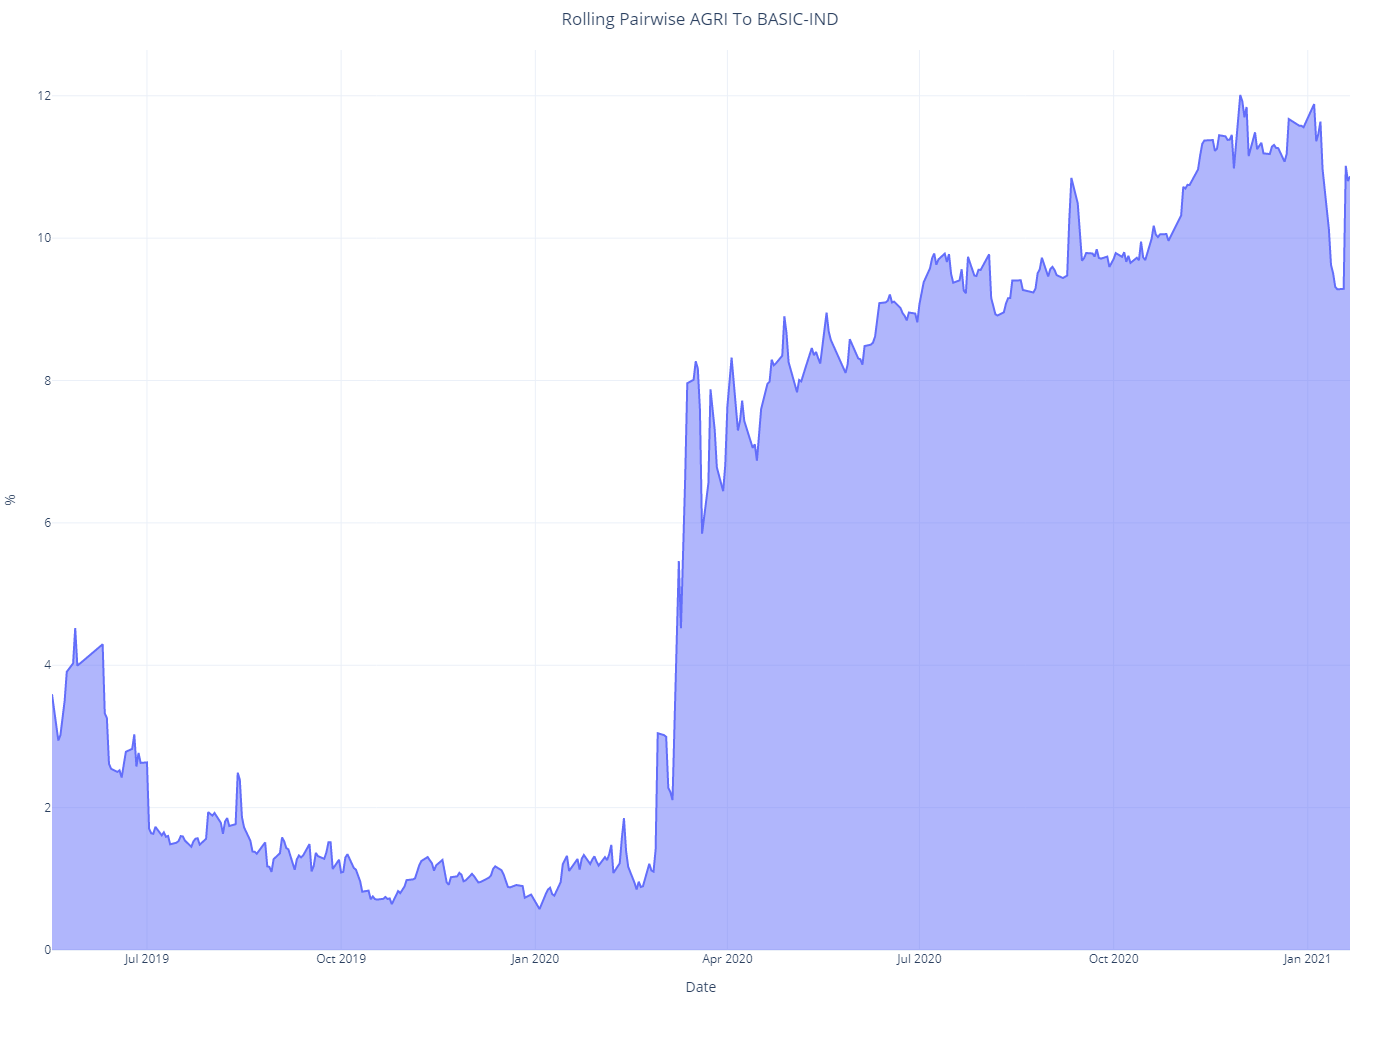 Rolling Pairwise AGRI To BASIC-IND
12
10
8
6
4
2
0
%
Jul 2019
Oct 2019
Jan 2020
Apr 2020
Jul 2020
Oct 2020
Jan 2021
Date